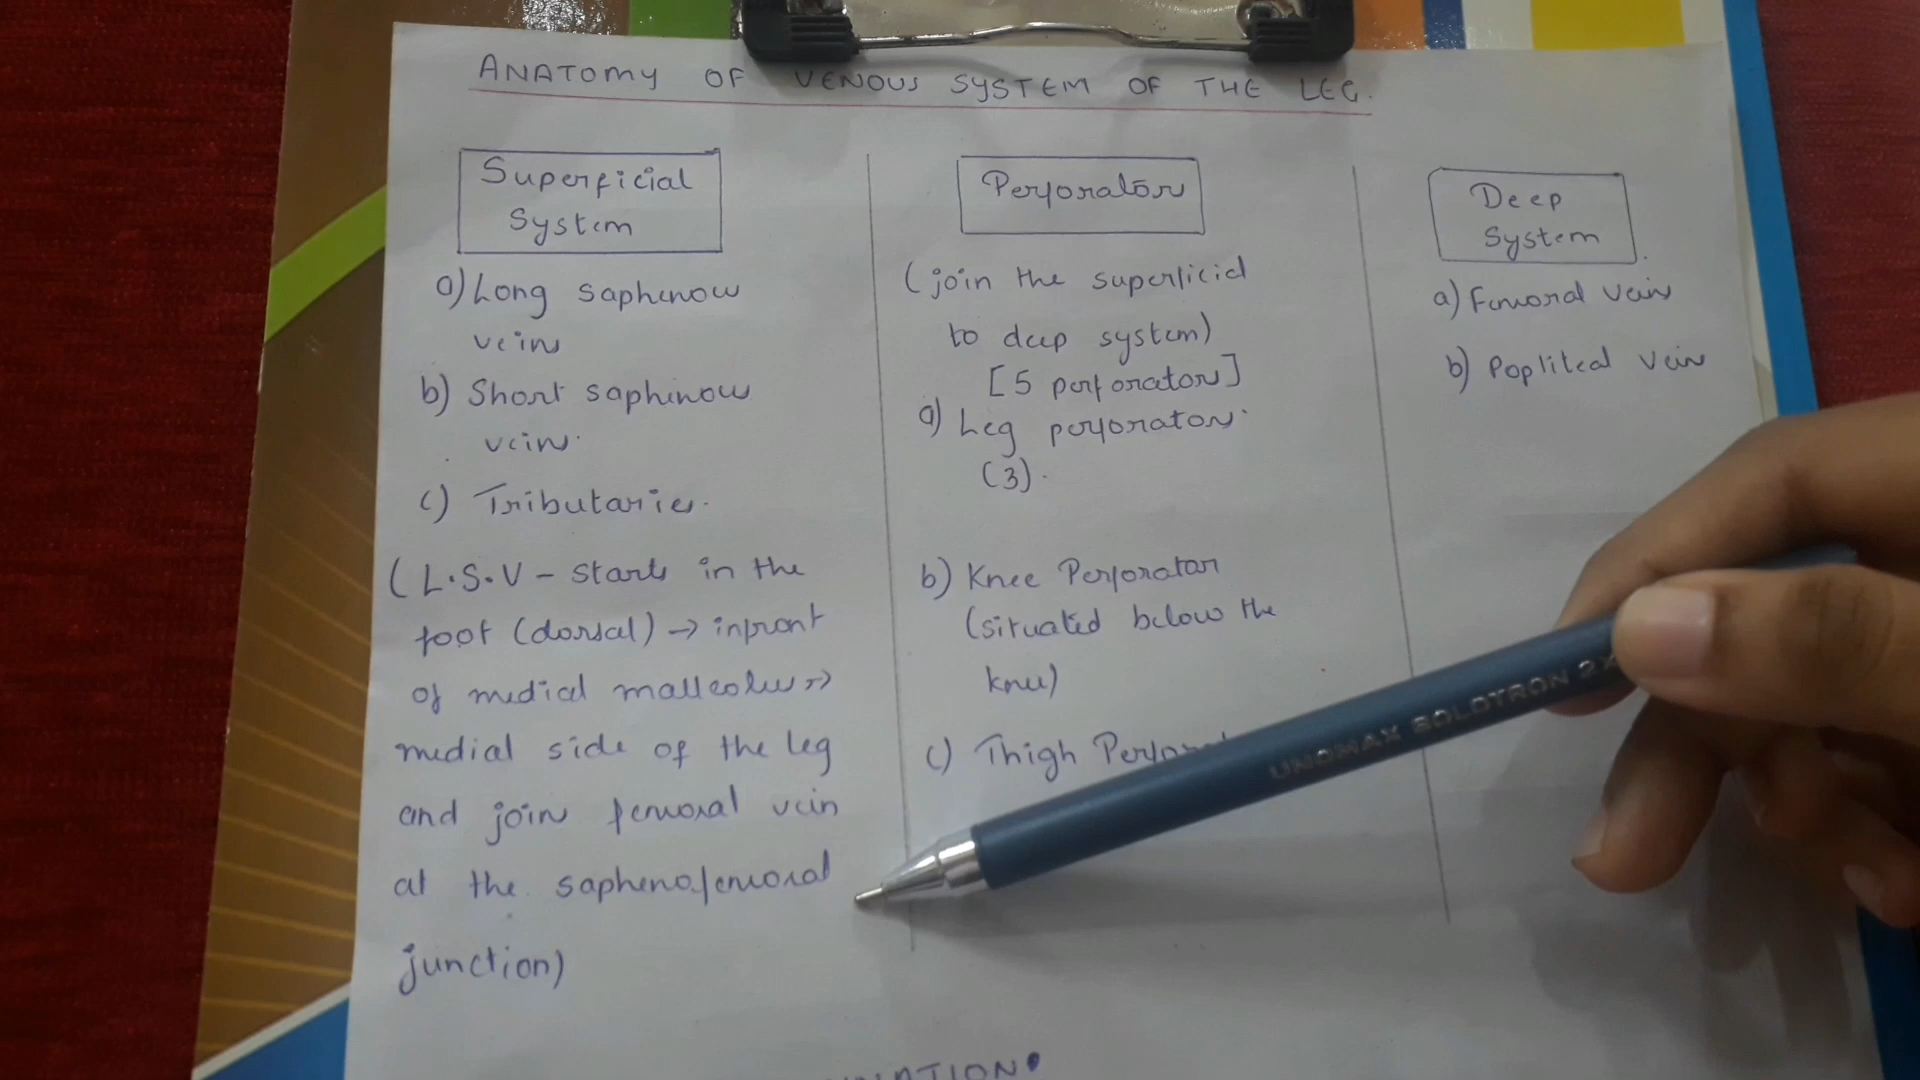 ANATOMY OF VENOUS SYSTEM OF THE LEG.
Superficial
System
a) Long saphenous
vein
b) Short saphenous
vein.
c) Tributaries.
(L.S.V - starts in the
foot (dorsal) → infront
of medial malleolus →
medial side of the leg
and join femoral vein
at the saphenofemoral
junction)
Perforators
(join the superficial
to deep system)
[5 perforators]
a) Leg perforators.
(3).
b) Knee Perforator
(situated below the
knee)
c) Thigh
Deep
System
a) Femoral vein
b) Popliteal vein
UNOMAX SOLOTRON